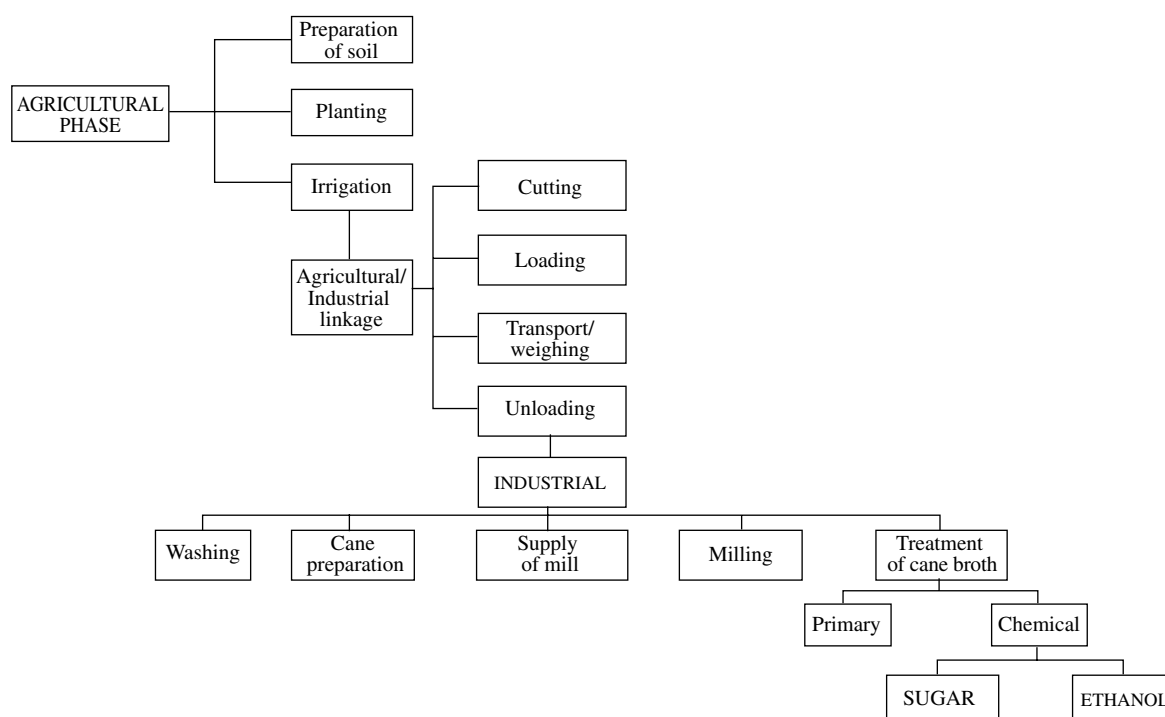 Preparation
of soil
AGRICULTURAL
PHASE
Planting
Irrigation
Cutting
Agricultural/
Industrial
linkage
Loading
Transport/
weighing
Unloading
INDUSTRIAL
Washing
Cane
preparation
Supply
of mill
Milling
Treatment
of cane broth
Primary
Chemical
SUGAR
ETHANOL